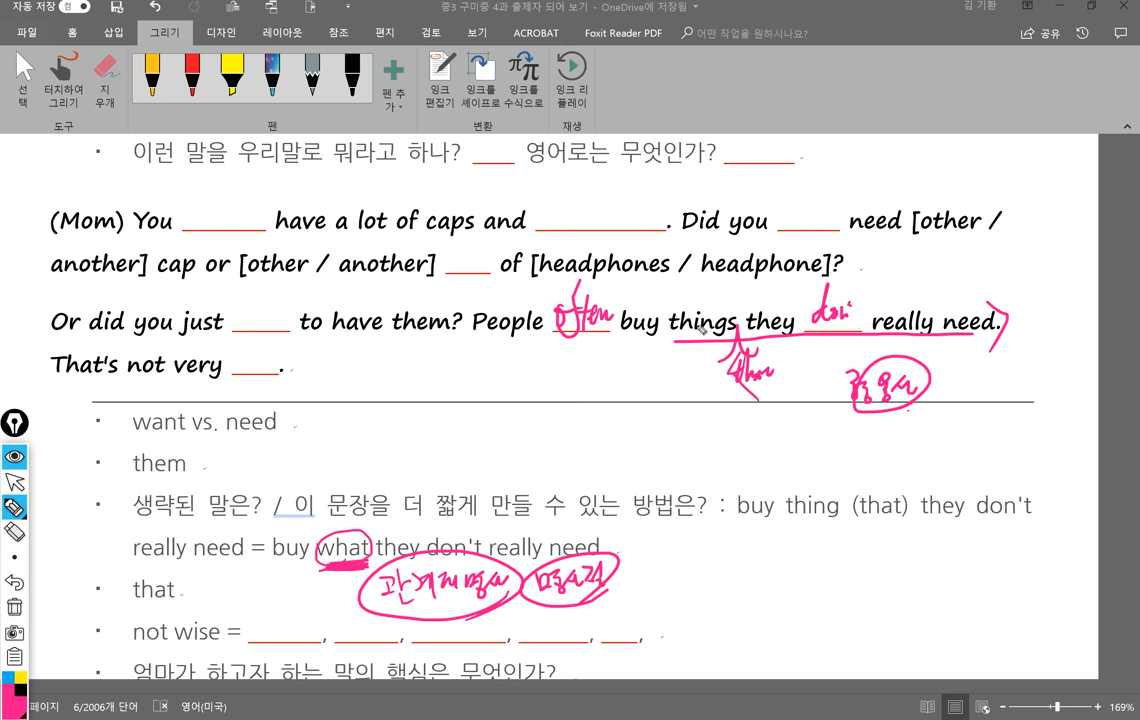 자동 저장 켬 중3 구미중 4과 출제자 되어 보기 - OneDrive에 저장됨 김 기환
파일 홈 삽입 그리기 디자인 레이아웃 참조 편지 검토 보기 ACROBAT Foxit Reader PDF 어떤 작업을 원하시나요? 공유
선택 터치하여 그리기 지우개 펜 추가 잉크 편집기 잉크를 셰이프로 잉크를 수식으로 잉크 리플레이
도구 펜 변환 재생
· 이런 말을 우리말로 뭐라고 하나? ____ 영어로는 무엇인가? ______
(Mom) You ______ have a lot of caps and _________. Did you ____ need [other /
another] cap or [other / another] ___ of [headphones / headphone]?
Or did you just ____ to have them? People often buy things they don't really need.
that
That's not very ___.
관용사
· want vs. need
· them
· 생략된 말은? / 이 문장을 더 짧게 만들 수 있는 방법은? : buy thing (that) they don't
really need = buy what they don't really need
관계대명사 명사절
· that
· not wise = ______, _____, _______, _____, ___,
· 엄마가 하고자 하는 말의 핵심은 무엇인가?
페이지 6/2006개 단어 영어(미국) 169%